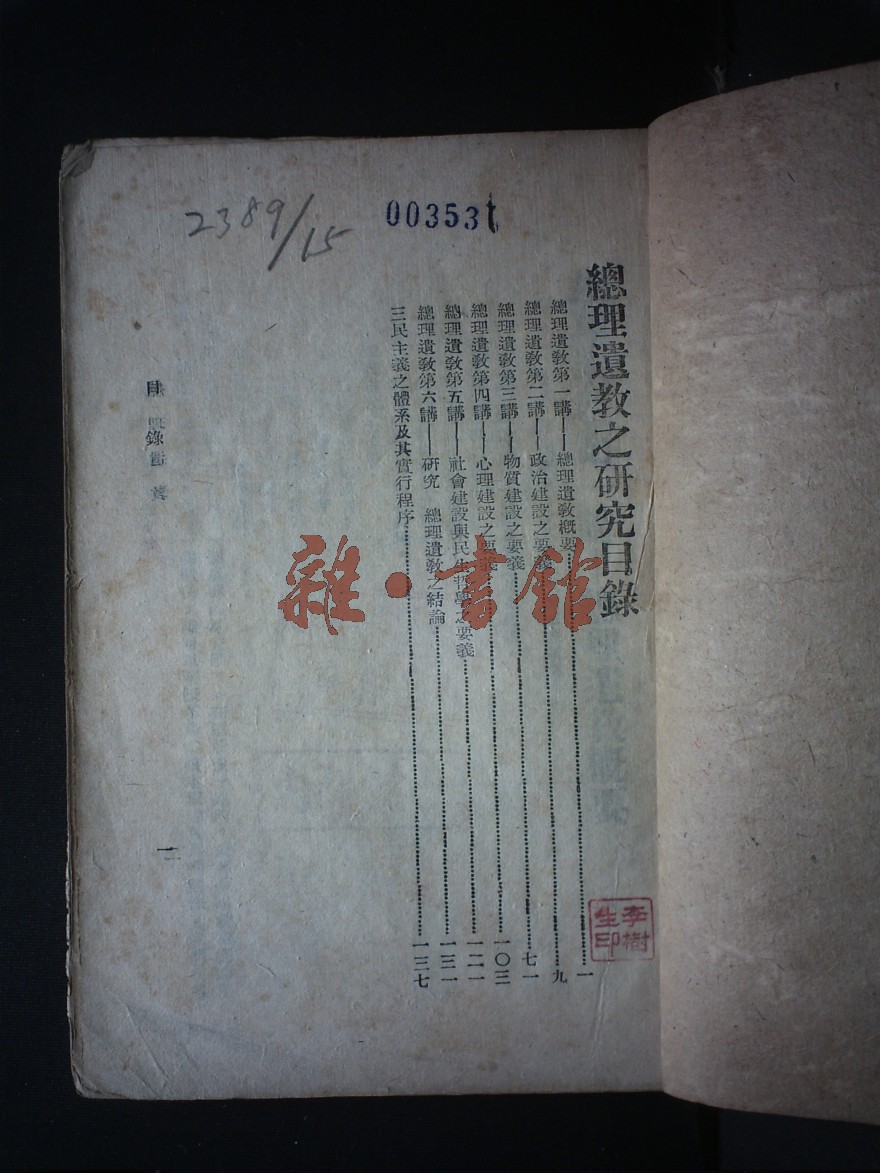 2389/15
003531
總理遺教之研究目錄
總理遺教第一講——總理遺教概要……一
總理遺教第二講——政治建設之要義……九
總理遺教第三講——物質建設之要義……七一
總理遺教第四講——心理建設之要義……一〇三
總理遺教第五講——社會建設與民生哲學之要義……一二一
總理遺教第六講——研究 總理遺教之結論……一三一
三民主義之體系及其實行程序……一三七
李樹生印
雜·書館